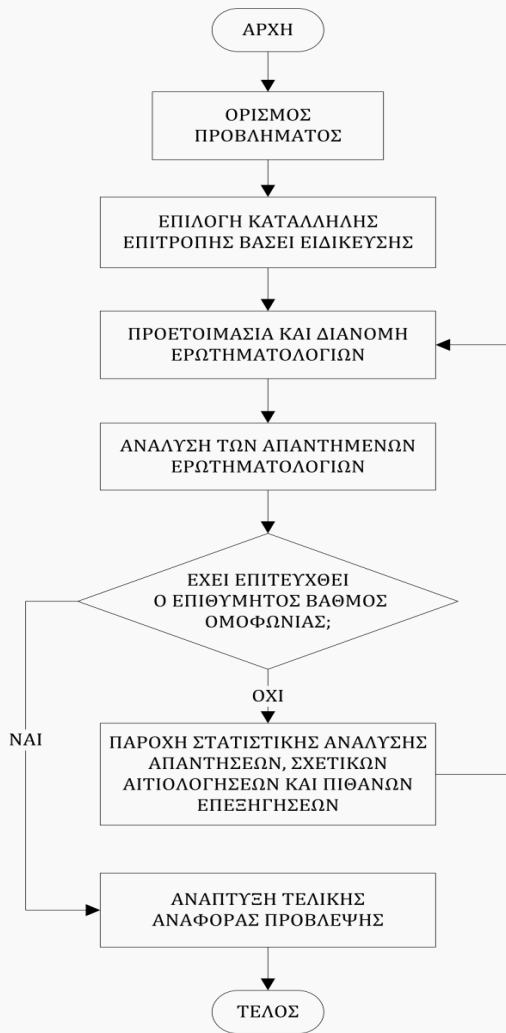 ΑΡΧΗ
ΟΡΙΣΜΟΣ
ΠΡΟΒΛΗΜΑΤΟΣ
ΕΠΙΛΟΓΗ ΚΑΤΑΛΛΗΛΗΣ
ΕΠΙΤΡΟΠΗΣ ΒΑΣΕΙ ΕΙΔΙΚΕΥΣΗΣ
ΠΡΟΕΤΟΙΜΑΣΙΑ ΚΑΙ ΔΙΑΝΟΜΗ
ΕΡΩΤΗΜΑΤΟΛΟΓΙΩΝ
ΑΝΑΛΥΣΗ ΤΩΝ ΑΠΑΝΤΗΜΕΝΩΝ
ΕΡΩΤΗΜΑΤΟΛΟΓΙΩΝ
ΕΧΕΙ ΕΠΙΤΕΥΧΘΕΙ
Ο ΕΠΙΘΥΜΗΤΟΣ ΒΑΘΜΟΣ
ΟΜΟΦΩΝΙΑΣ;
ΟΧΙ
ΝΑΙ
ΠΑΡΟΧΗ ΣΤΑΤΙΣΤΙΚΗΣ ΑΝΑΛΥΣΗΣ
ΑΠΑΝΤΗΣΕΩΝ, ΣΧΕΤΙΚΩΝ
ΑΙΤΙΟΛΟΓΗΣΕΩΝ ΚΑΙ ΠΙΘΑΝΩΝ
ΕΠΕΞΗΓΗΣΕΩΝ
ΑΝΑΠΤΥΞΗ ΤΕΛΙΚΗΣ
ΑΝΑΦΟΡΑΣ ΠΡΟΒΛΕΨΗΣ
ΤΕΛΟΣ